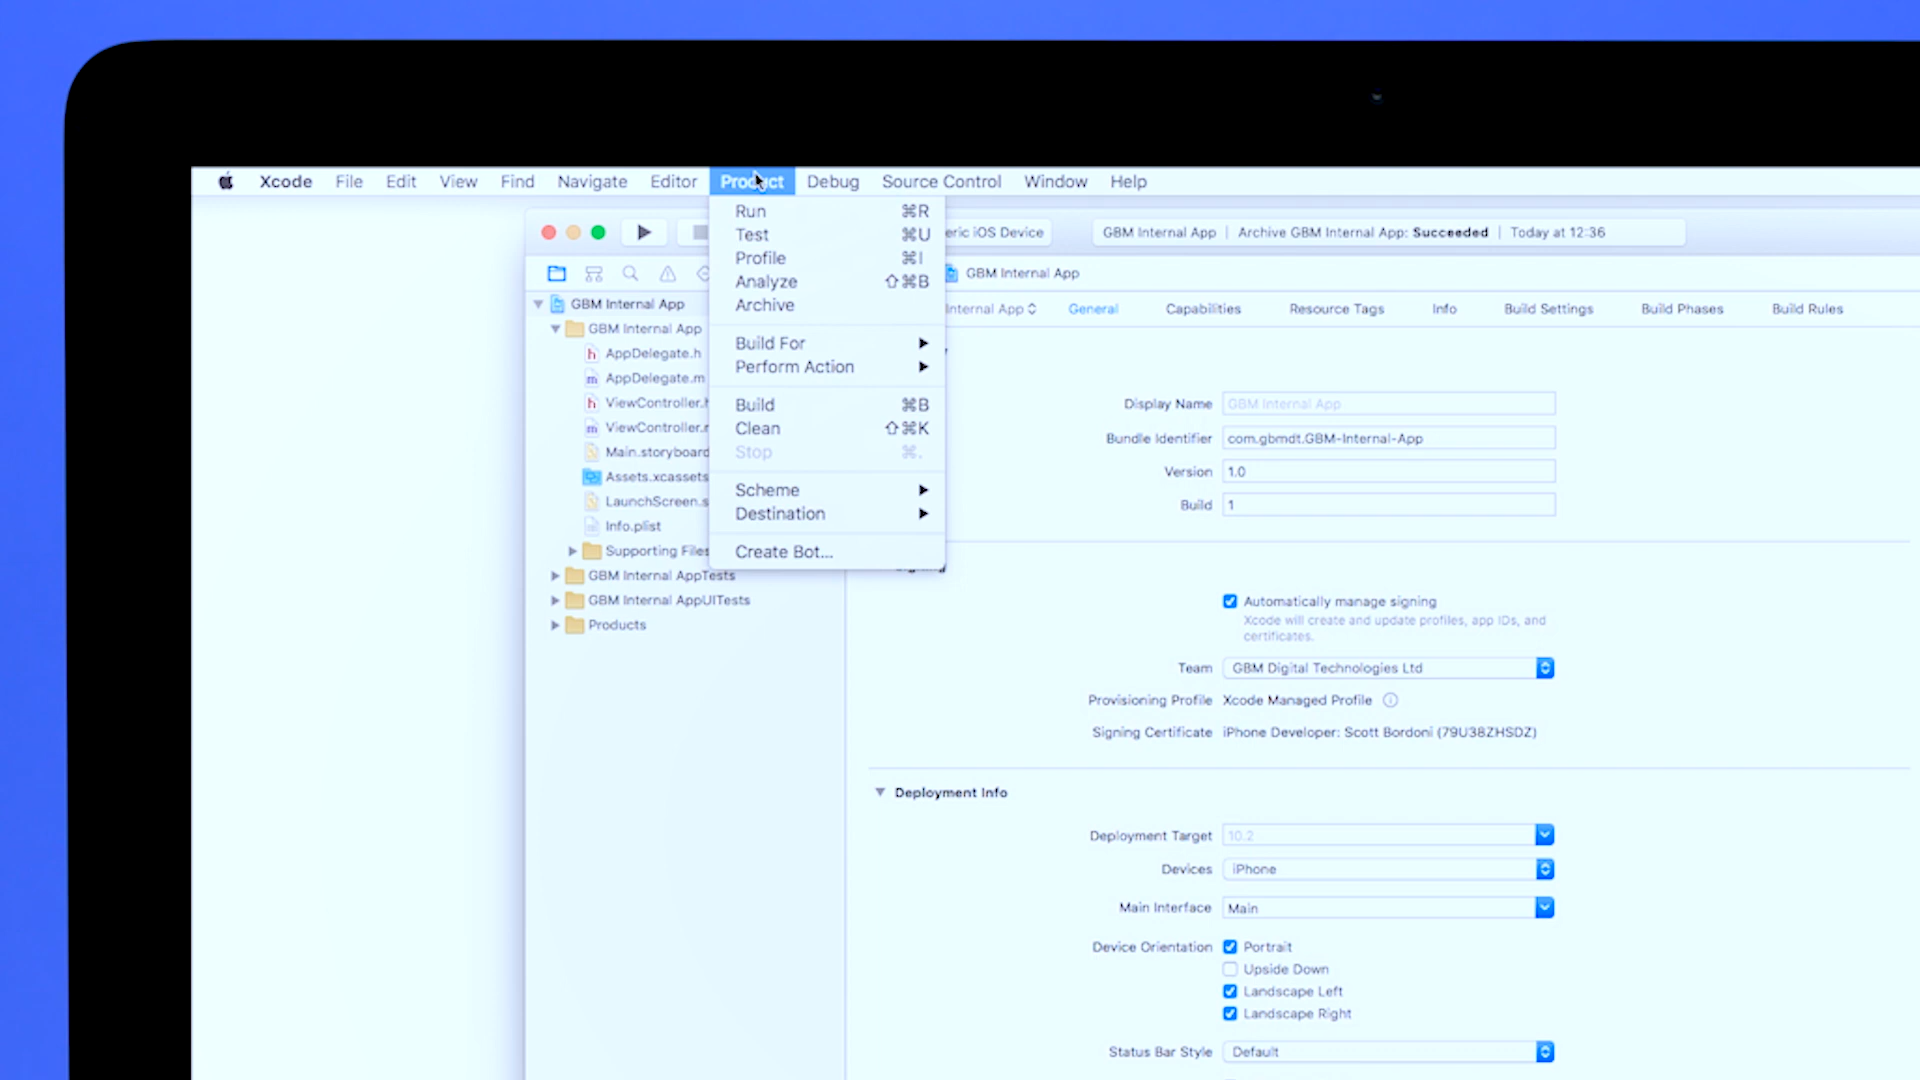 Xcode File Edit View Find Navigate Editor Product Debug Source Control Window Help
Run ⌘R
Test ⌘U
Profile ⌘I
Analyze ⇧⌘B
Archive
Build For
Perform Action
Build ⌘B
Clean ⇧⌘K
Stop ⌘.
Scheme
Destination
Create Bot...
iOS Device
GBM Internal App | Archive GBM Internal App: Succeeded | Today at 12:36
GBM Internal App
GBM Internal App
AppDelegate.h
AppDelegate.m
ViewController.
ViewController.
Main.storyboard
Assets.xcassets
LaunchScreen.s
Info.plist
Supporting Files
GBM Internal AppTests
GBM Internal AppUITests
Products
GBM Internal App
Internal App General Capabilities Resource Tags Info Build Settings Build Phases Build Rules
Display Name GBM Internal App
Bundle Identifier com.gbmdt.GBM-Internal-App
Version 1.0
Build 1
Automatically manage signing
Xcode will create and update profiles, app IDs, and
certificates.
Team GBM Digital Technologies Ltd
Provisioning Profile Xcode Managed Profile
Signing Certificate iPhone Developer: Scott Bordoni (79U38ZHSDZ)
Deployment Info
Deployment Target 10.2
Devices iPhone
Main Interface Main
Device Orientation Portrait
Upside Down
Landscape Left
Landscape Right
Status Bar Style Default